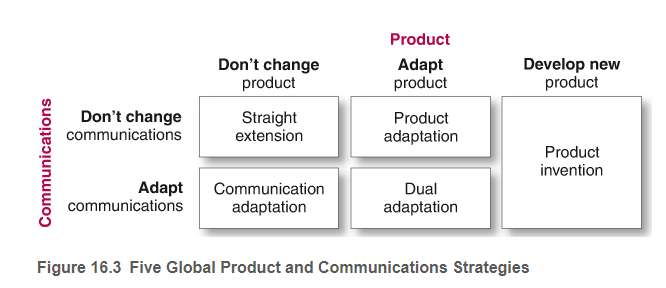 Product
Don't change
product
Adapt
product
Develop new
product
Communications
Don't change
communications
Straight
extension
Product
adaptation
Product
invention
Adapt
communications
Communication
adaptation
Dual
adaptation
Figure 16.3 Five Global Product and Communications Strategies